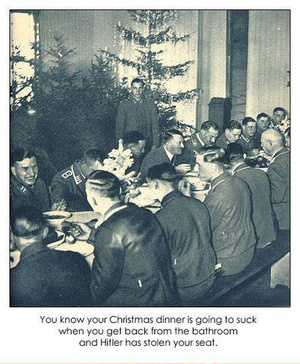 You know your Christmas dinner is going to suck
when you get back from the bathroom
and Hitler has stolen your seat.